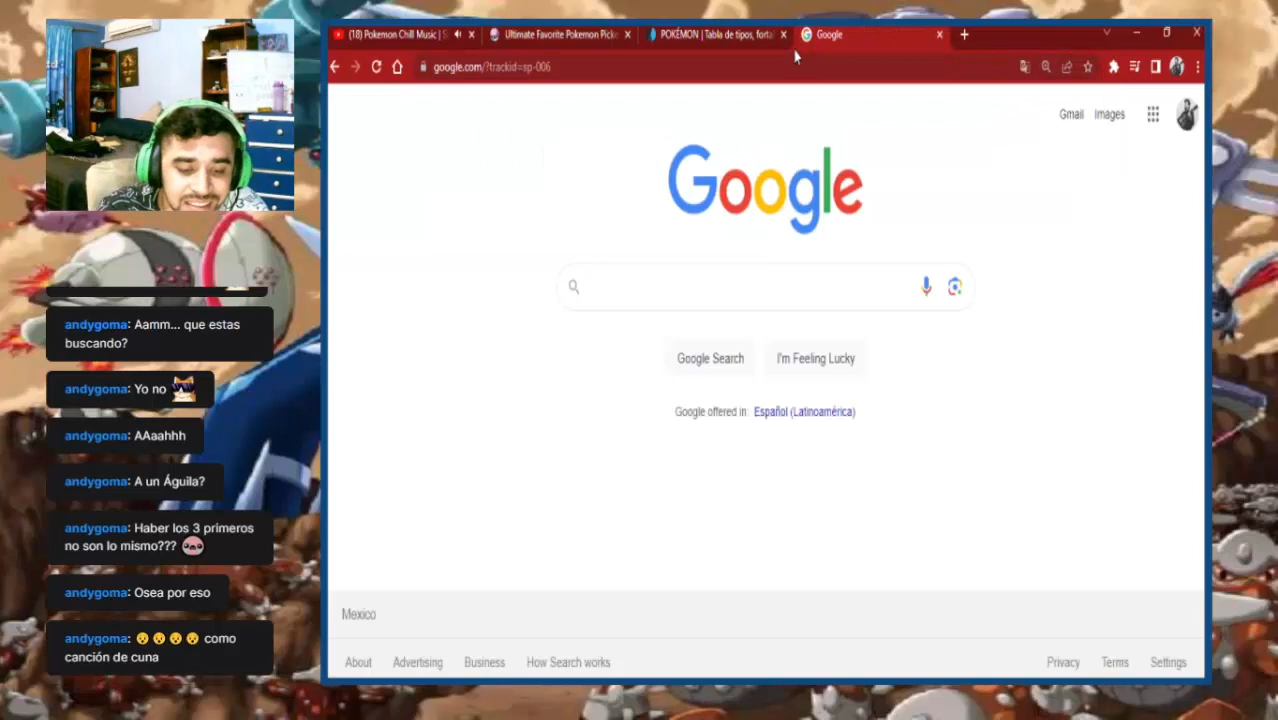 (18) Pokemon Chill Music | S
Ultimate Favorite Pokemon Picke
POKÉMON | Tabla de tipos, fortal
Google
google.com/?trackid=sp-006
Gmail
Images
Google
Google Search
I'm Feeling Lucky
Google offered in: Español (Latinoamérica)
Mexico
About
Advertising
Business
How Search works
Privacy
Terms
Settings
andygoma: Aamm... que estas
buscando?
andygoma: Yo no
andygoma: AAaahhh
andygoma: A un Águila?
andygoma: Haber los 3 primeros
no son lo mismo???
andygoma: Osea por eso
andygoma: 😯😯😯😯 como
canción de cuna